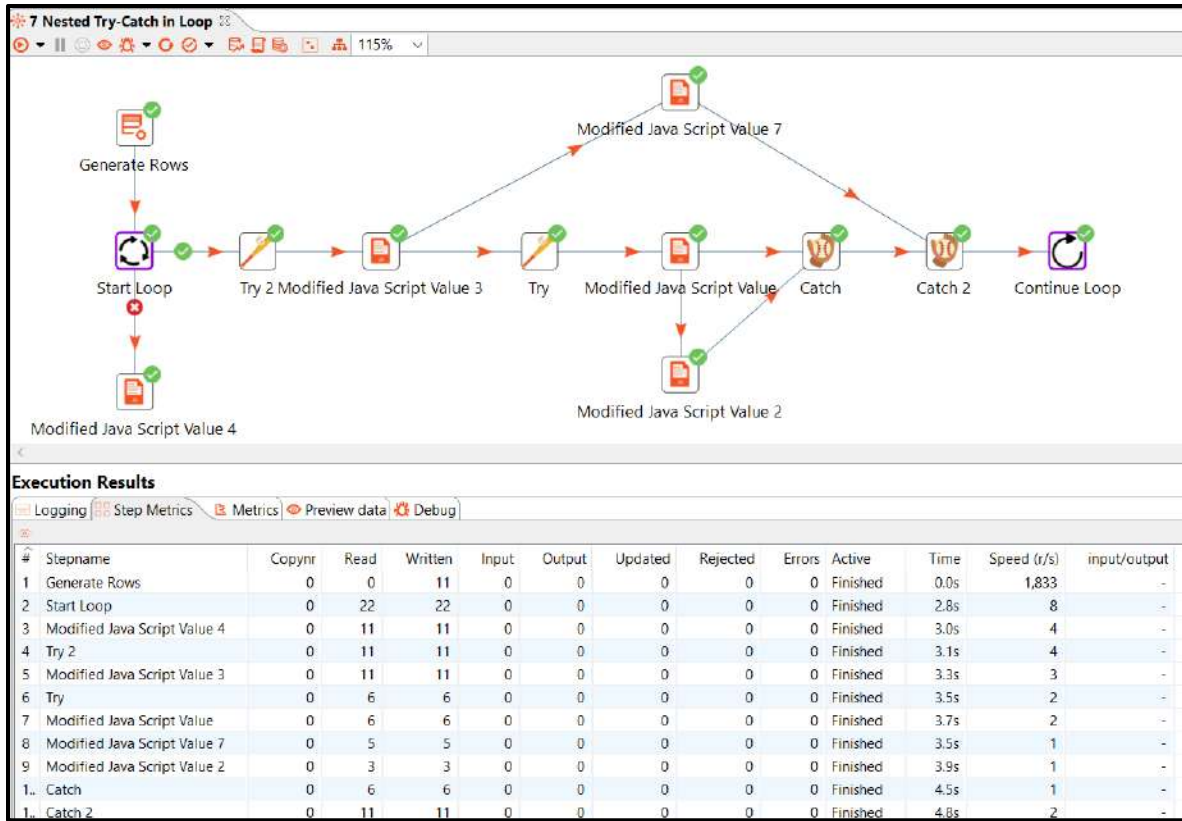 7 Nested Try-Catch in Loop
115%
Modified Java Script Value 7
Generate Rows
Start Loop
Try 2
Modified Java Script Value 3
Try
Modified Java Script Value
Catch
Catch 2
Continue Loop
Modified Java Script Value 2
Modified Java Script Value 4
Execution Results
Logging Step Metrics Metrics Preview data Debug
# Stepname Copynr Read Written Input Output Updated Rejected Errors Active Time Speed (r/s) input/output
1 Generate Rows 0 0 11 0 0 0 0 0 Finished 0.0s 1,833 -
2 Start Loop 0 22 22 0 0 0 0 0 Finished 2.8s 8 -
3 Modified Java Script Value 4 0 11 11 0 0 0 0 0 Finished 3.0s 4 -
4 Try 2 0 11 11 0 0 0 0 0 Finished 3.1s 4 -
5 Modified Java Script Value 3 0 11 11 0 0 0 0 0 Finished 3.3s 3 -
6 Try 0 6 6 0 0 0 0 0 Finished 3.5s 2 -
7 Modified Java Script Value 0 6 6 0 0 0 0 0 Finished 3.7s 2 -
8 Modified Java Script Value 7 0 5 5 0 0 0 0 0 Finished 3.5s 1 -
9 Modified Java Script Value 2 0 3 3 0 0 0 0 0 Finished 3.9s 1 -
1.. Catch 0 6 6 0 0 0 0 0 Finished 4.5s 1 -
1.. Catch 2 0 11 11 0 0 0 0 0 Finished 4.8s 2 -